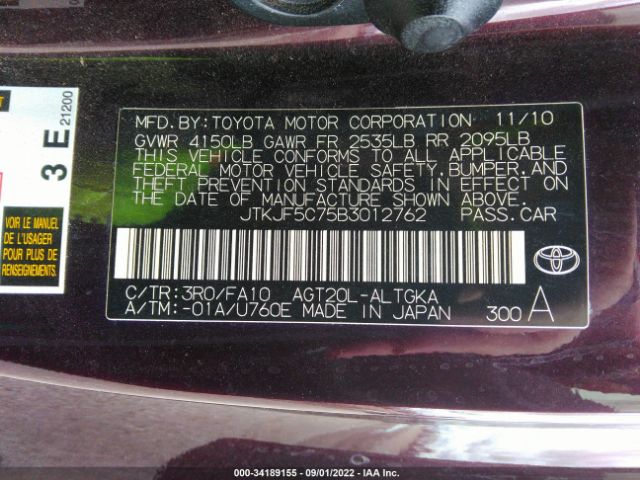 MFD.BY:TOYOTA MOTOR CORPORATION 11/10
GVWR 4150LB GAWR FR 2535LB RR 2095LB
THIS VEHICLE CONFORMS TO ALL APPLICABLE
FEDERAL MOTOR VEHICLE SAFETY,BUMPER,AND
THEFT PREVENTION STANDARDS IN EFFECT ON
THE DATE OF MANUFACTURE SHOWN ABOVE.
JTKJF5C75B3012762 PASS.CAR
C/TR:3R0/FA10 AGT20L-ALTGKA
A/TM:-01A/U760E MADE IN JAPAN 300 A
3 E
21200
VOIR LE MANUEL
DE L'USAGER
POUR PLUS DE
RENSEIGNEMENTS.
000-34189155 - 09/01/2022 - IAA Inc.